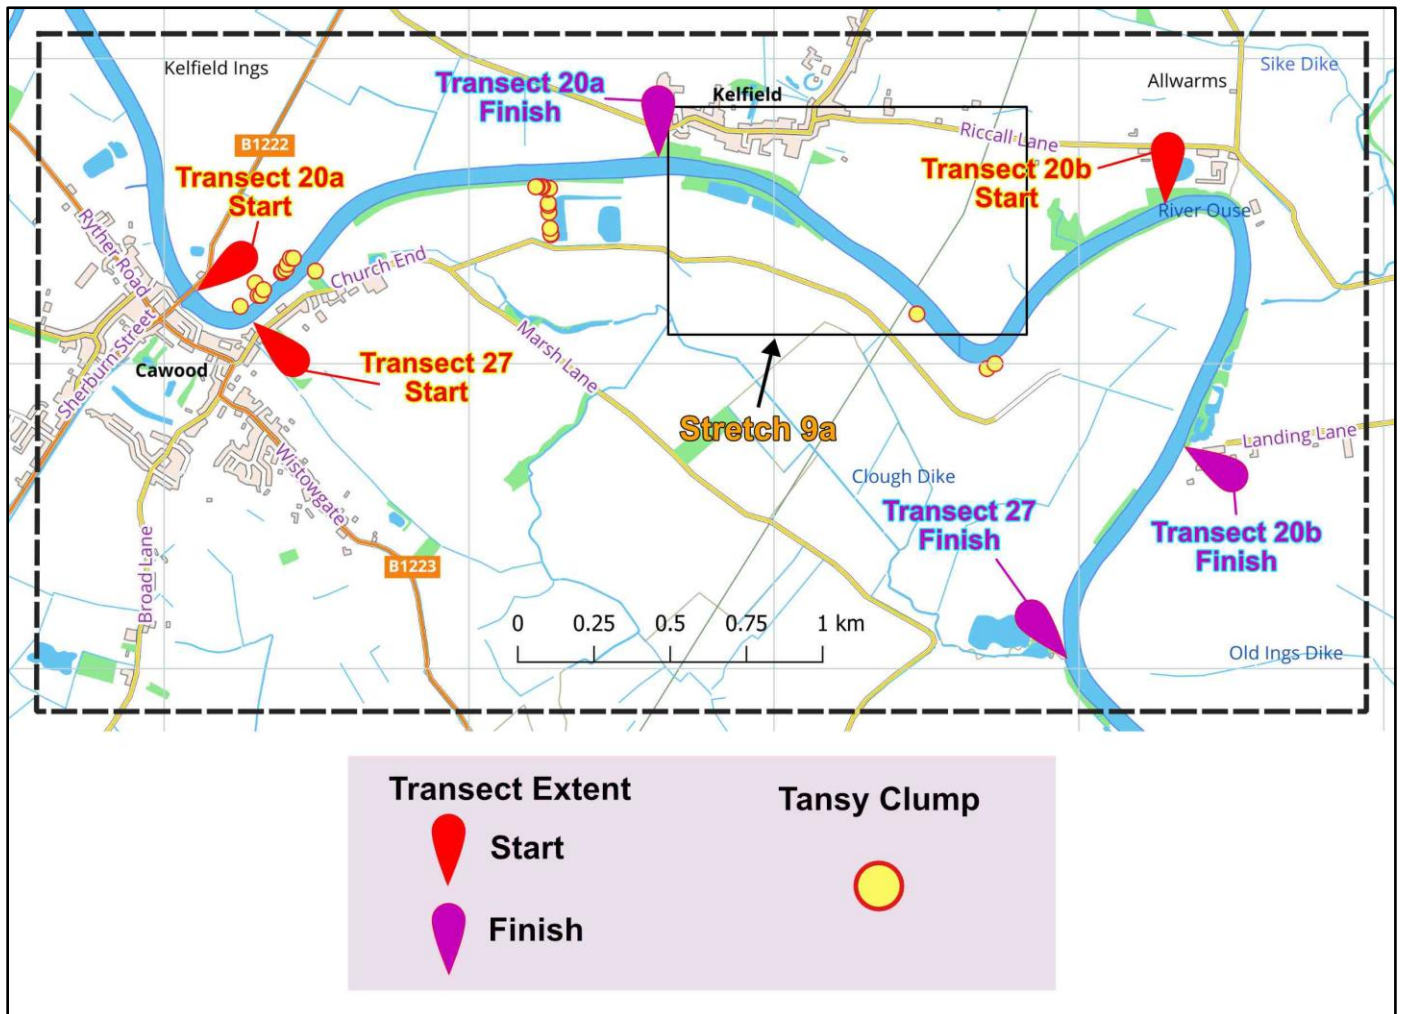 Kelfield Ings
Transect 20a
Finish
Kelfield
Allwarms
Sike Dike
B1222
Riccall Lane
Transect 20a
Start
Transect 20b
Start
River Ouse
Ryther Road
Church End
Sherburn Street
Cawood
Transect 27
Start
Marsh Lane
Stretch 9a
Landing Lane
Wistowgate
Clough Dike
Transect 27
Finish
Transect 20b
Finish
Broad Lane
B1223
0 0.25 0.5 0.75 1 km
Old Ings Dike
Transect Extent
Start
Finish
Tansy Clump